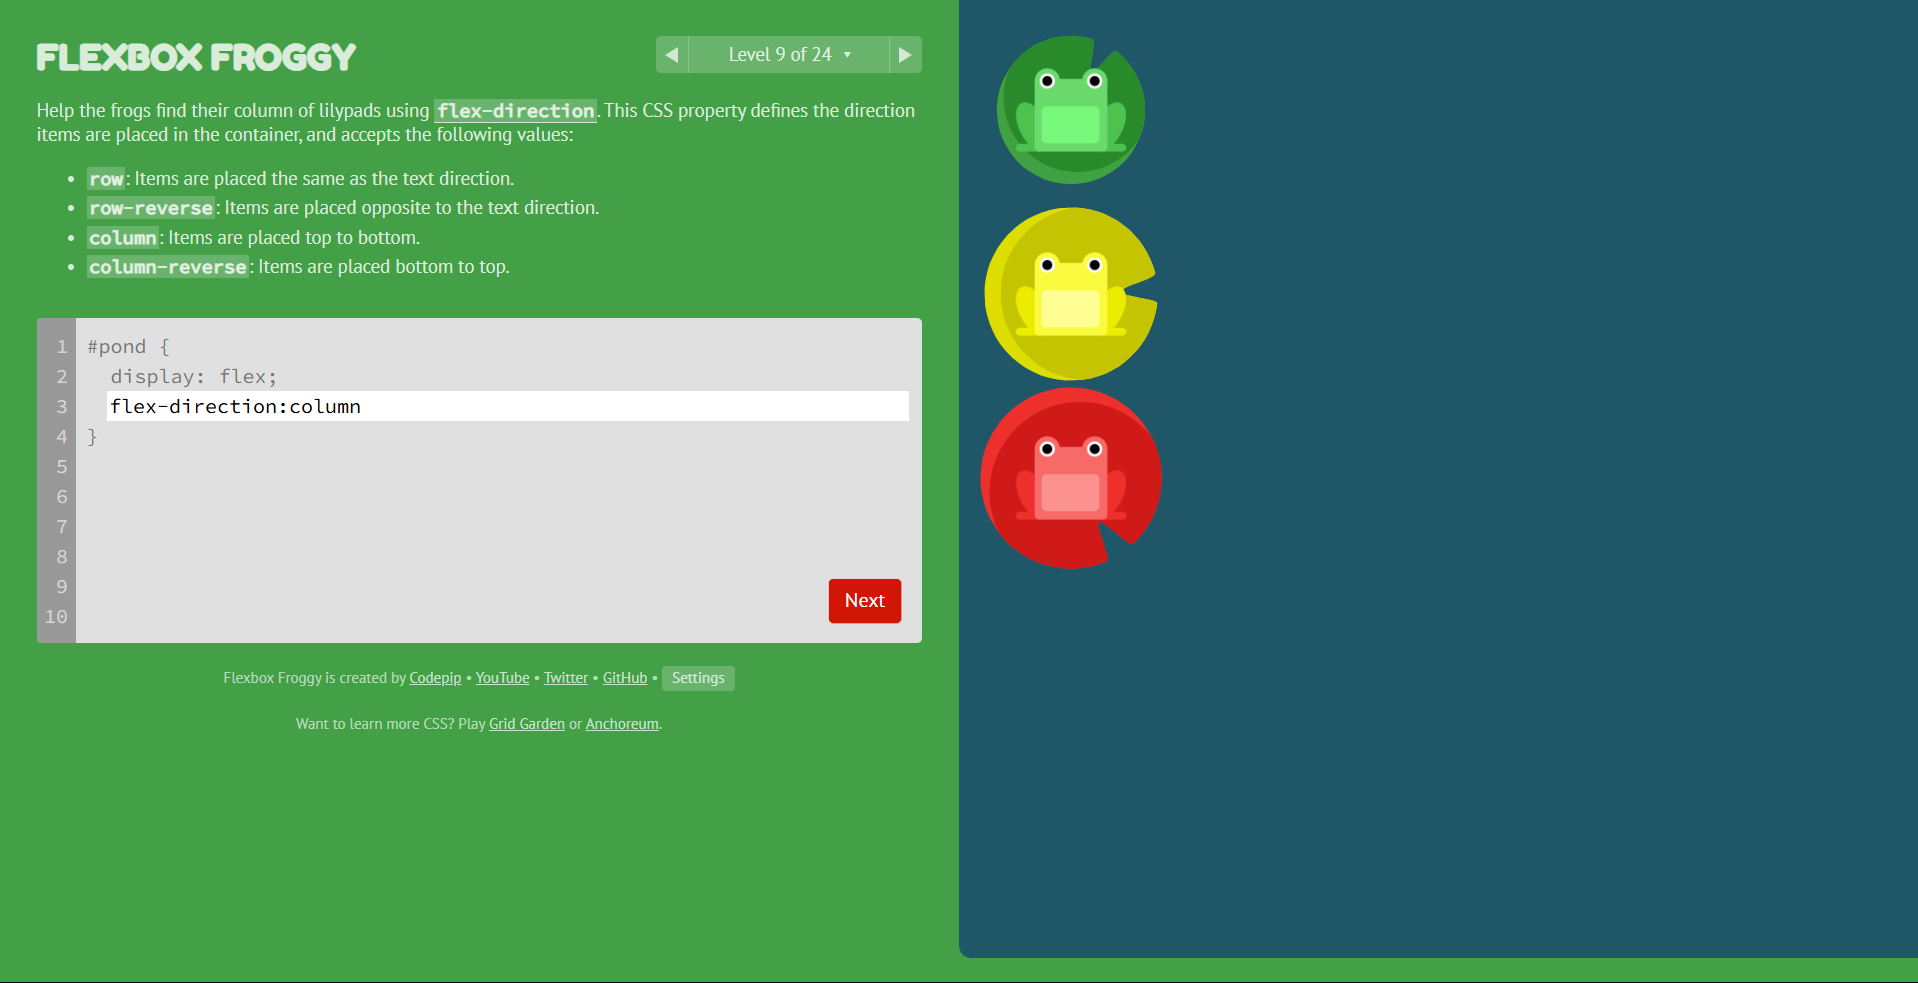 FLEXBOX FROGGY
◀ Level 9 of 24 ▼ ▶
Help the frogs find their column of lilypads using flex-direction. This CSS property defines the direction
items are placed in the container, and accepts the following values:
• row: Items are placed the same as the text direction.
• row-reverse: Items are placed opposite to the text direction.
• column: Items are placed top to bottom.
• column-reverse: Items are placed bottom to top.
1 #pond {
2 display: flex;
3 flex-direction:column
4 }
5
6
7
8
9
10
Next
Flexbox Froggy is created by Codepip • YouTube • Twitter • GitHub • Settings
Want to learn more CSS? Play Grid Garden or Anchoreum.